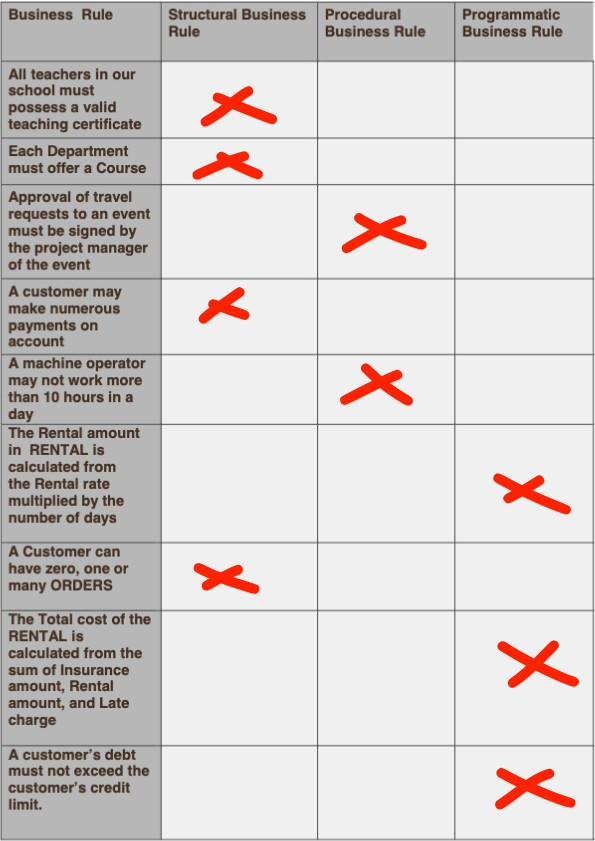 Business  Rule
Structural Business
Rule
Procedural
Business Rule
Programmatic
Business Rule
All teachers in our
school must
possess a valid
teaching certificate
Each Department
must offer a Course
Approval of travel
requests to an event
must be signed by
the project manager
of the event
A customer may
make numerous
payments on
account
A machine operator
may not work more
than 10 hours in a
day
The Rental amount
in  RENTAL is
calculated from
the Rental rate
multiplied by the
number of days
A Customer can
have zero, one or
many ORDERS
The Total cost of the
RENTAL is
calculated from the
sum of Insurance
amount, Rental
amount, and Late
charge
A customer’s debt
must not exceed the
customer’s credit
limit.